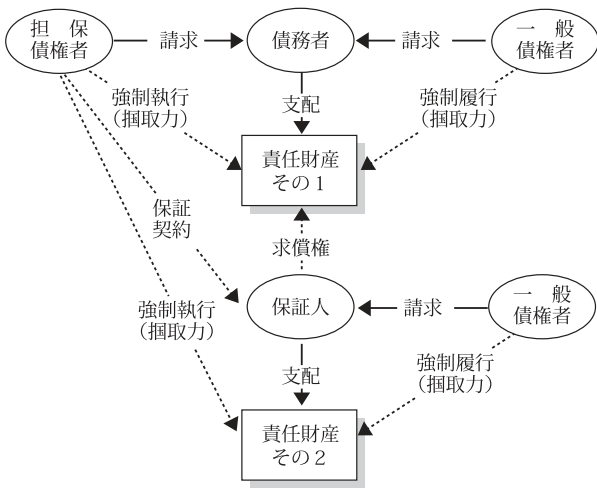 担　保
債権者
請求
債務者
請求
一　般
債権者
強制執行
（掴取力）
支配
強制履行
（掴取力）
責任財産
その１
保証
契約
求償権
強制執行
（掴取力）
保証人
請求
一　般
債権者
支配
強制履行
（掴取力）
責任財産
その２